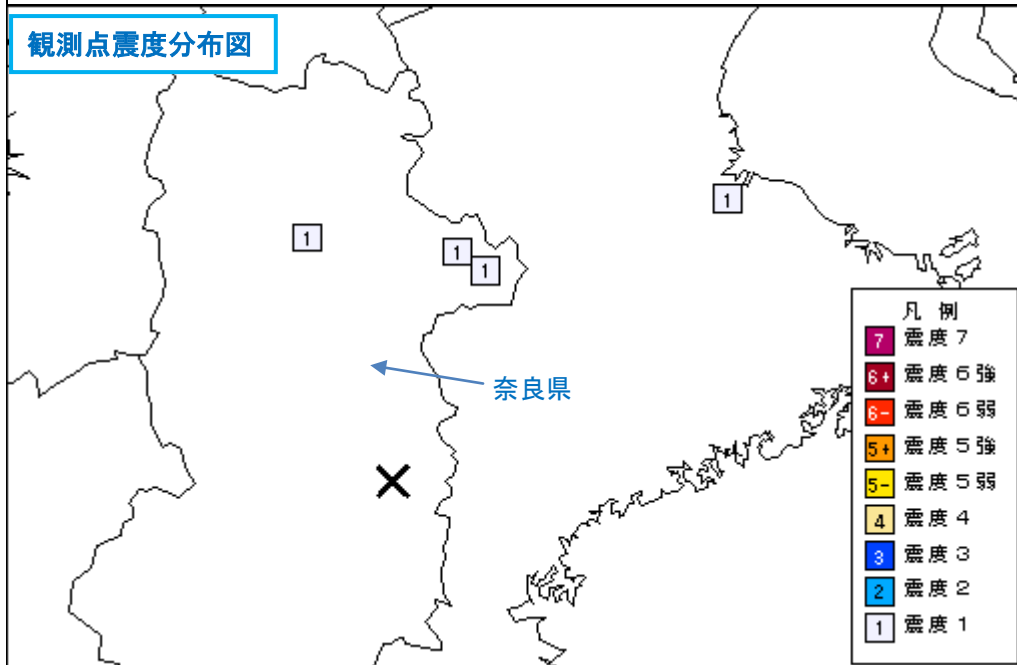 観測点震度分布図
1
1
1
1
奈良県
凡例
7 震度7
6+ 震度6強
6- 震度6弱
5+ 震度5強
5- 震度5弱
4 震度4
3 震度3
2 震度2
1 震度1